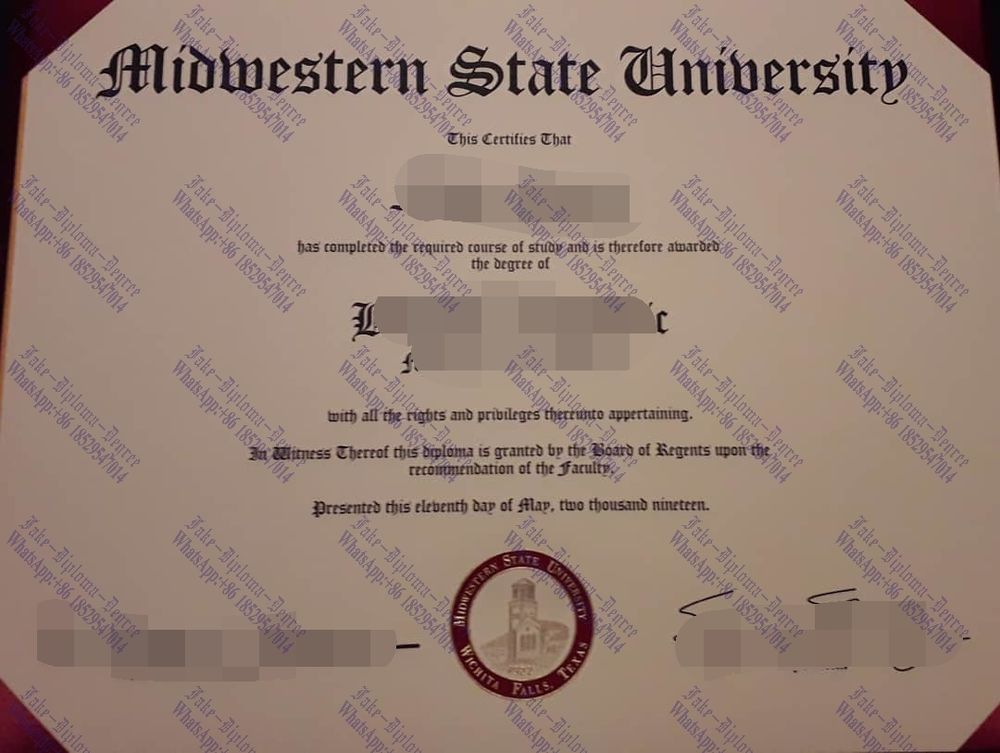 Midwestern State University
This Certifies That
has completed the required course of study and is therefore awarded
the degree of
with all the rights and privileges thereunto appertaining.
In Witness Thereof this diploma is granted by the Board of Regents upon the
recommendation of the Faculty.
Presented this eleventh day of May, two thousand nineteen.
MIDWESTERN STATE UNIVERSITY
WICHITA FALLS, TEXAS
Jake-Diploma-Degree
WhatsApp:+86 18529547014